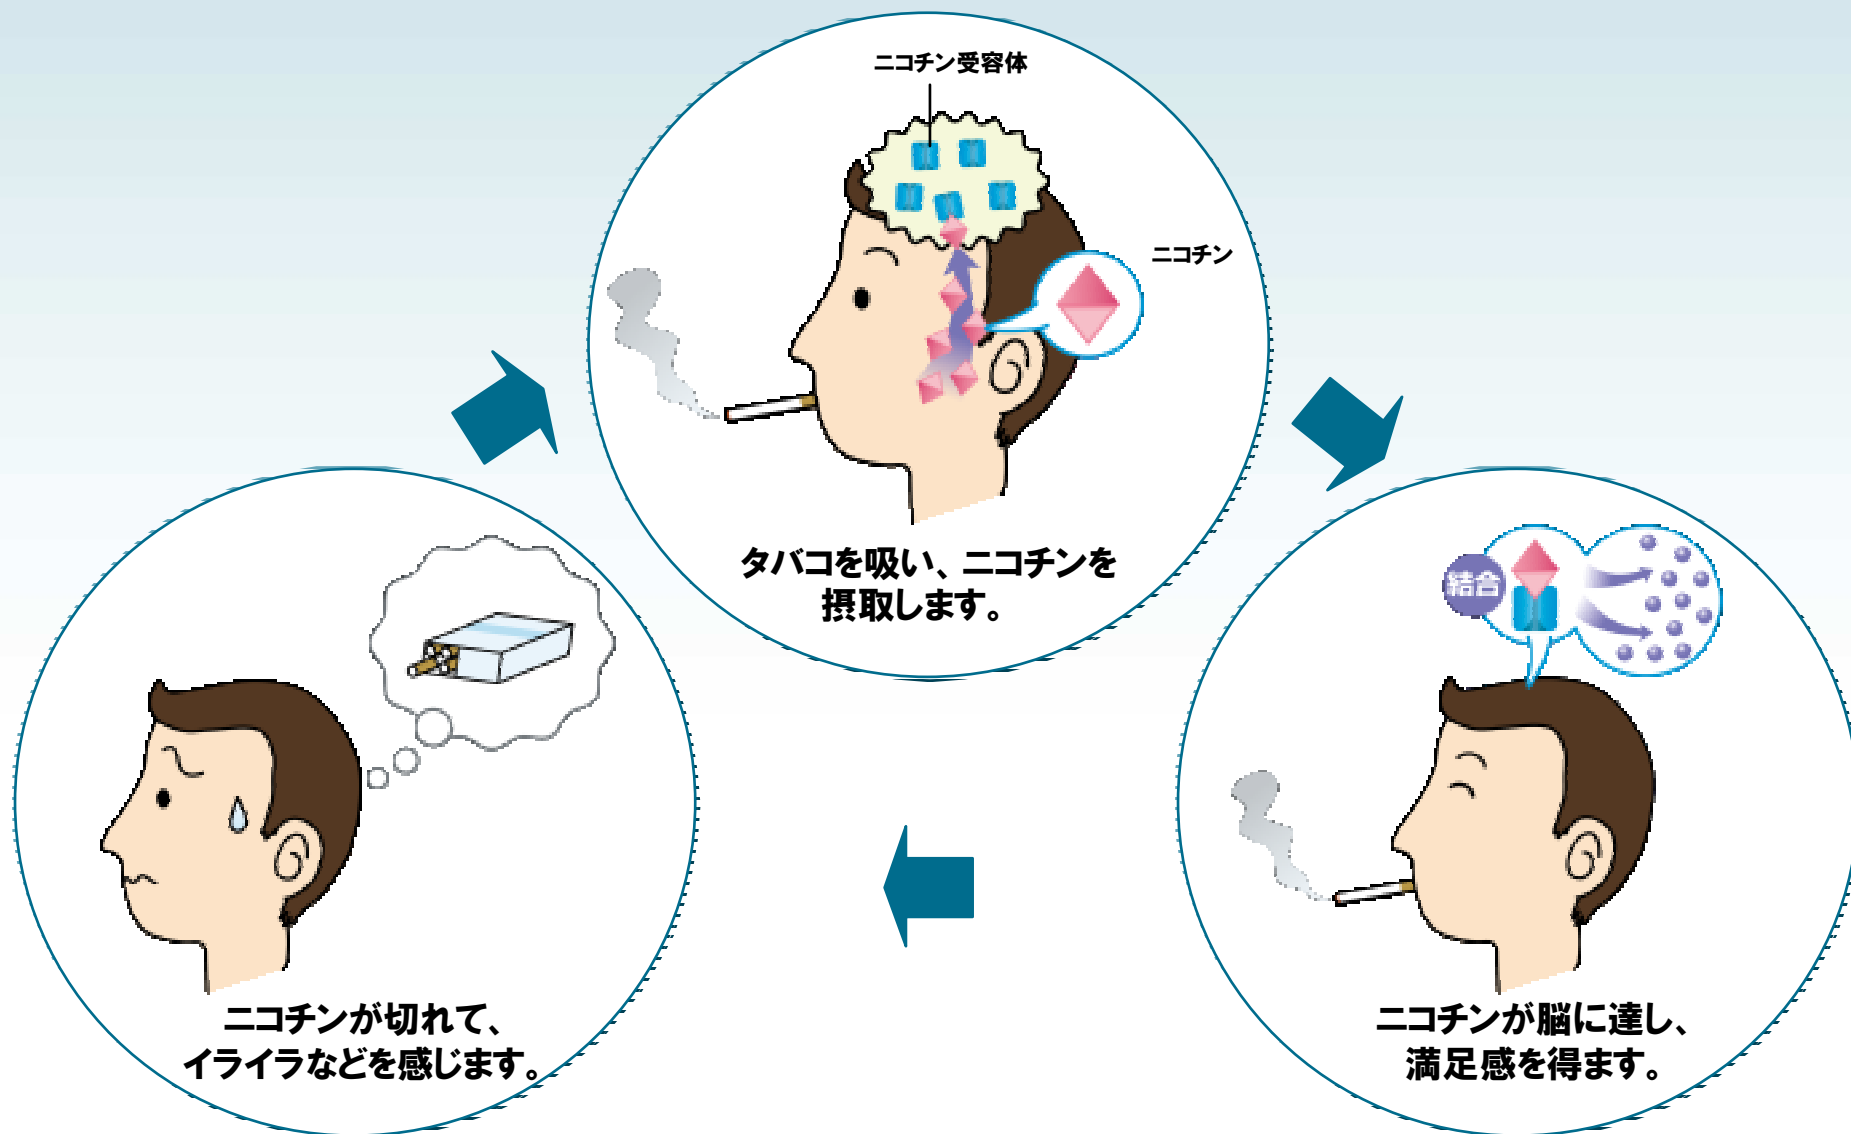 ニコチン受容体
ニコチン
タバコを吸い、ニコチンを
摂取します。
結合
ニコチンが脳に達し、
満足感を得ます。
ニコチンが切れて、
イライラなどを感じます。